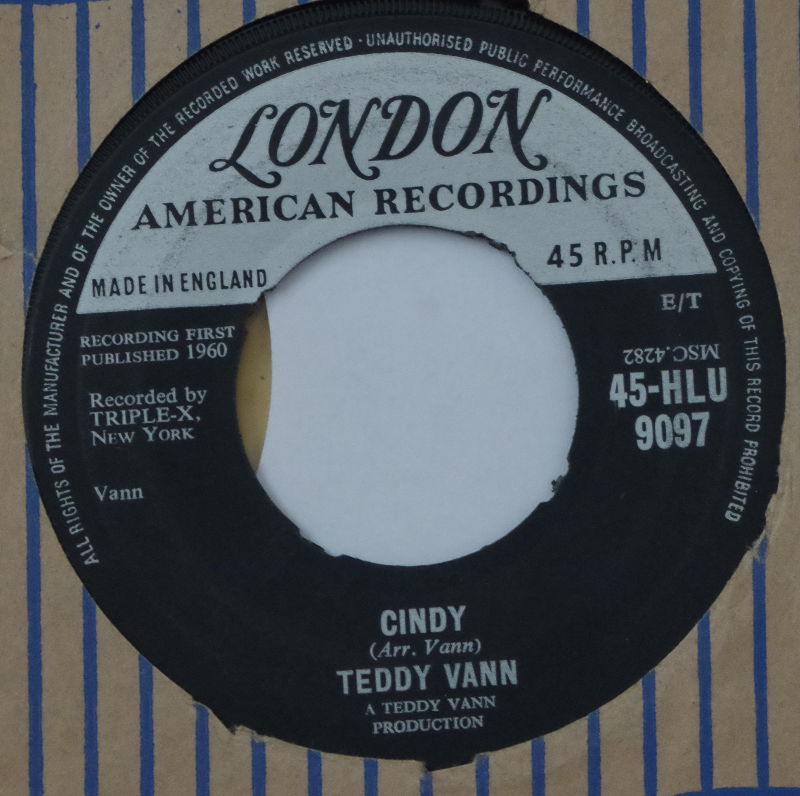 ALL RIGHTS OF THE MANUFACTURER AND OF THE OWNER OF THE RECORDED WORK RESERVED · UNAUTHORISED PUBLIC PERFORMANCE BROADCASTING AND COPYING OF THIS RECORD PROHIBITED
LONDON
AMERICAN RECORDINGS
MADE IN ENGLAND
45 R.P.M
E/T
RECORDING FIRST
PUBLISHED 1960
MSC.4282
Recorded by
TRIPLE-X,
NEW YORK
45-HLU
9097
Vann
CINDY
(Arr. Vann)
TEDDY VANN
A TEDDY VANN
PRODUCTION